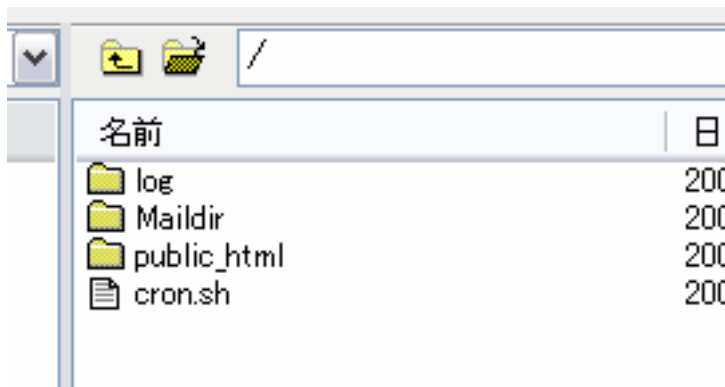 /
名前 日
log 200
Maildir 200
public_html 200
cron.sh 200